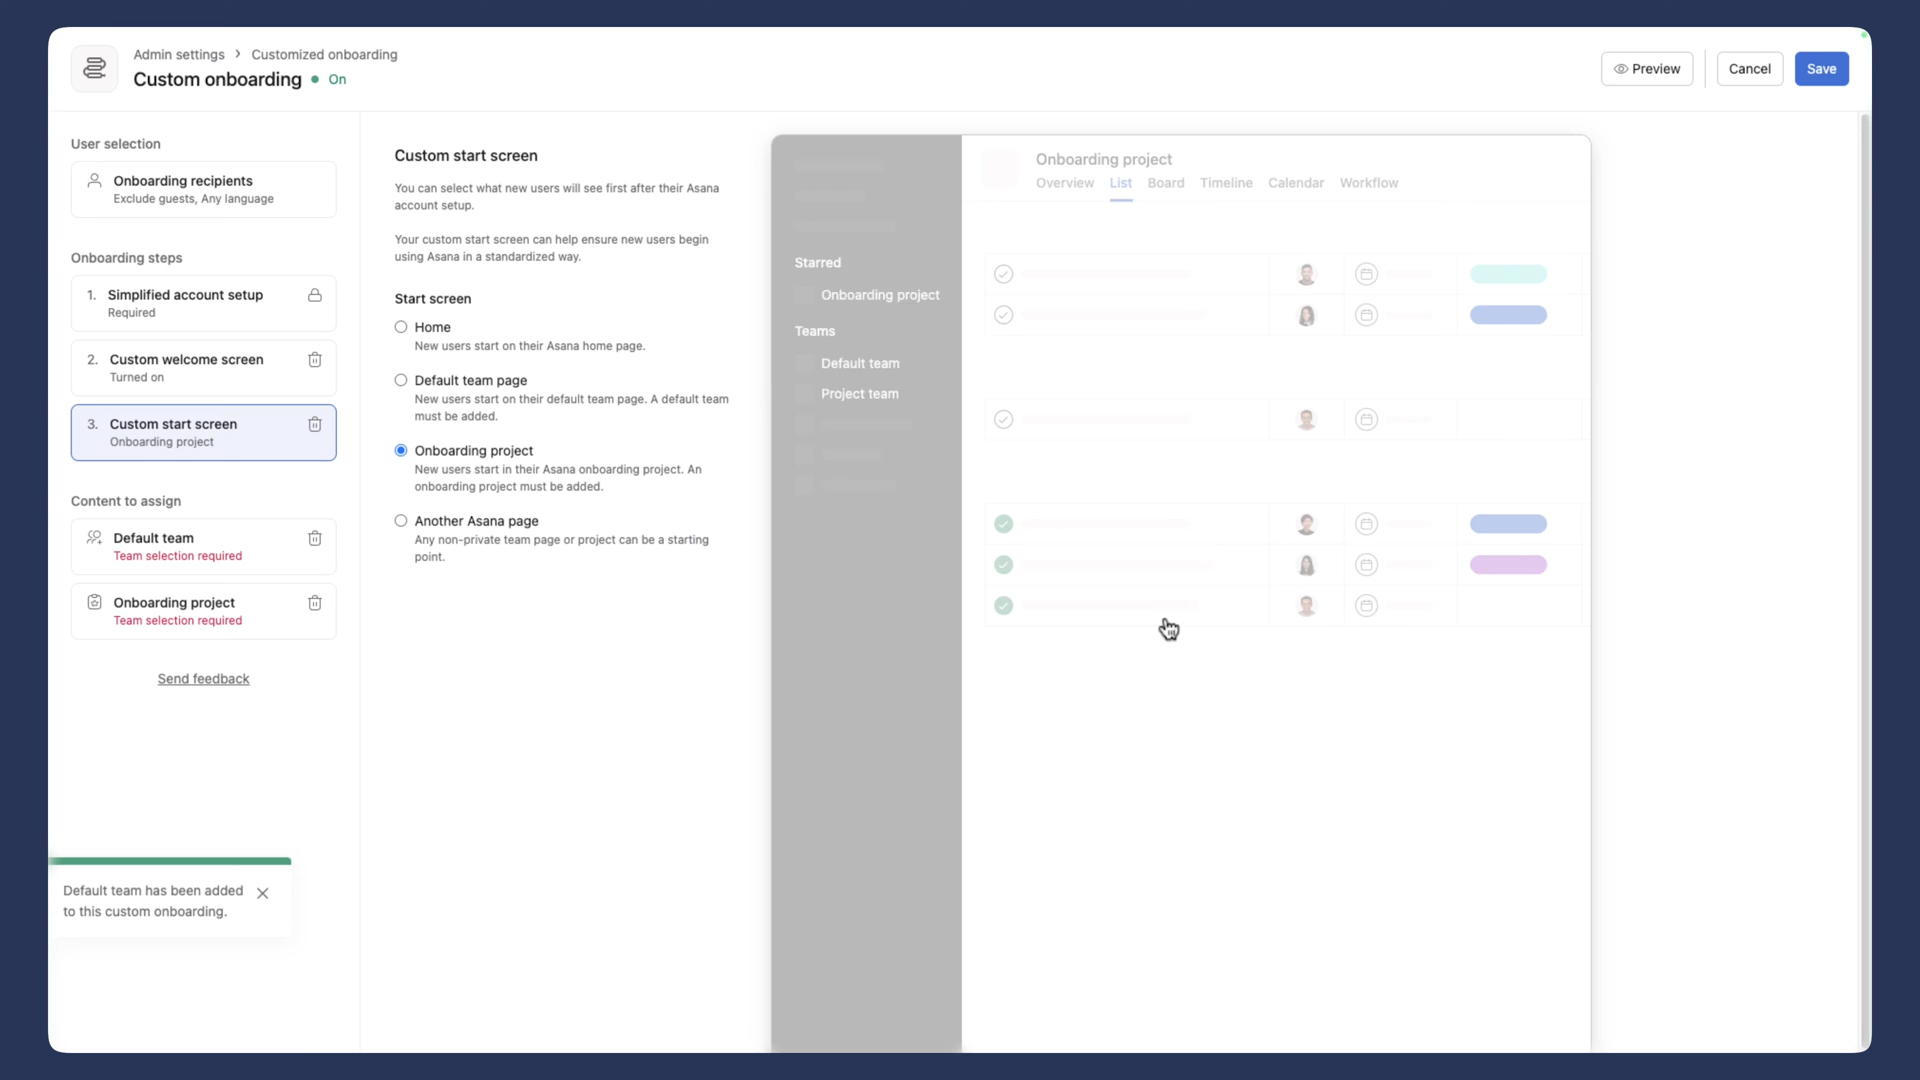 Admin settings > Customized onboarding
Custom onboarding On
Preview
Cancel
Save
User selection
Onboarding recipients
Exclude guests, Any language
Onboarding steps
1. Simplified account setup
Required
2. Custom welcome screen
Turned on
3. Custom start screen
Onboarding project
Content to assign
Default team
Team selection required
Onboarding project
Team selection required
Send feedback
Default team has been added
to this custom onboarding.
Custom start screen
You can select what new users will see first after their Asana
account setup.
Your custom start screen can help ensure new users begin
using Asana in a standardized way.
Start screen
Home
New users start on their Asana home page.
Default team page
New users start on their default team page. A default team
must be added.
Onboarding project
New users start in their Asana onboarding project. An
onboarding project must be added.
Another Asana page
Any non-private team page or project can be a starting
point.
Starred
Onboarding project
Teams
Default team
Project team
Onboarding project
Overview List Board Timeline Calendar Workflow